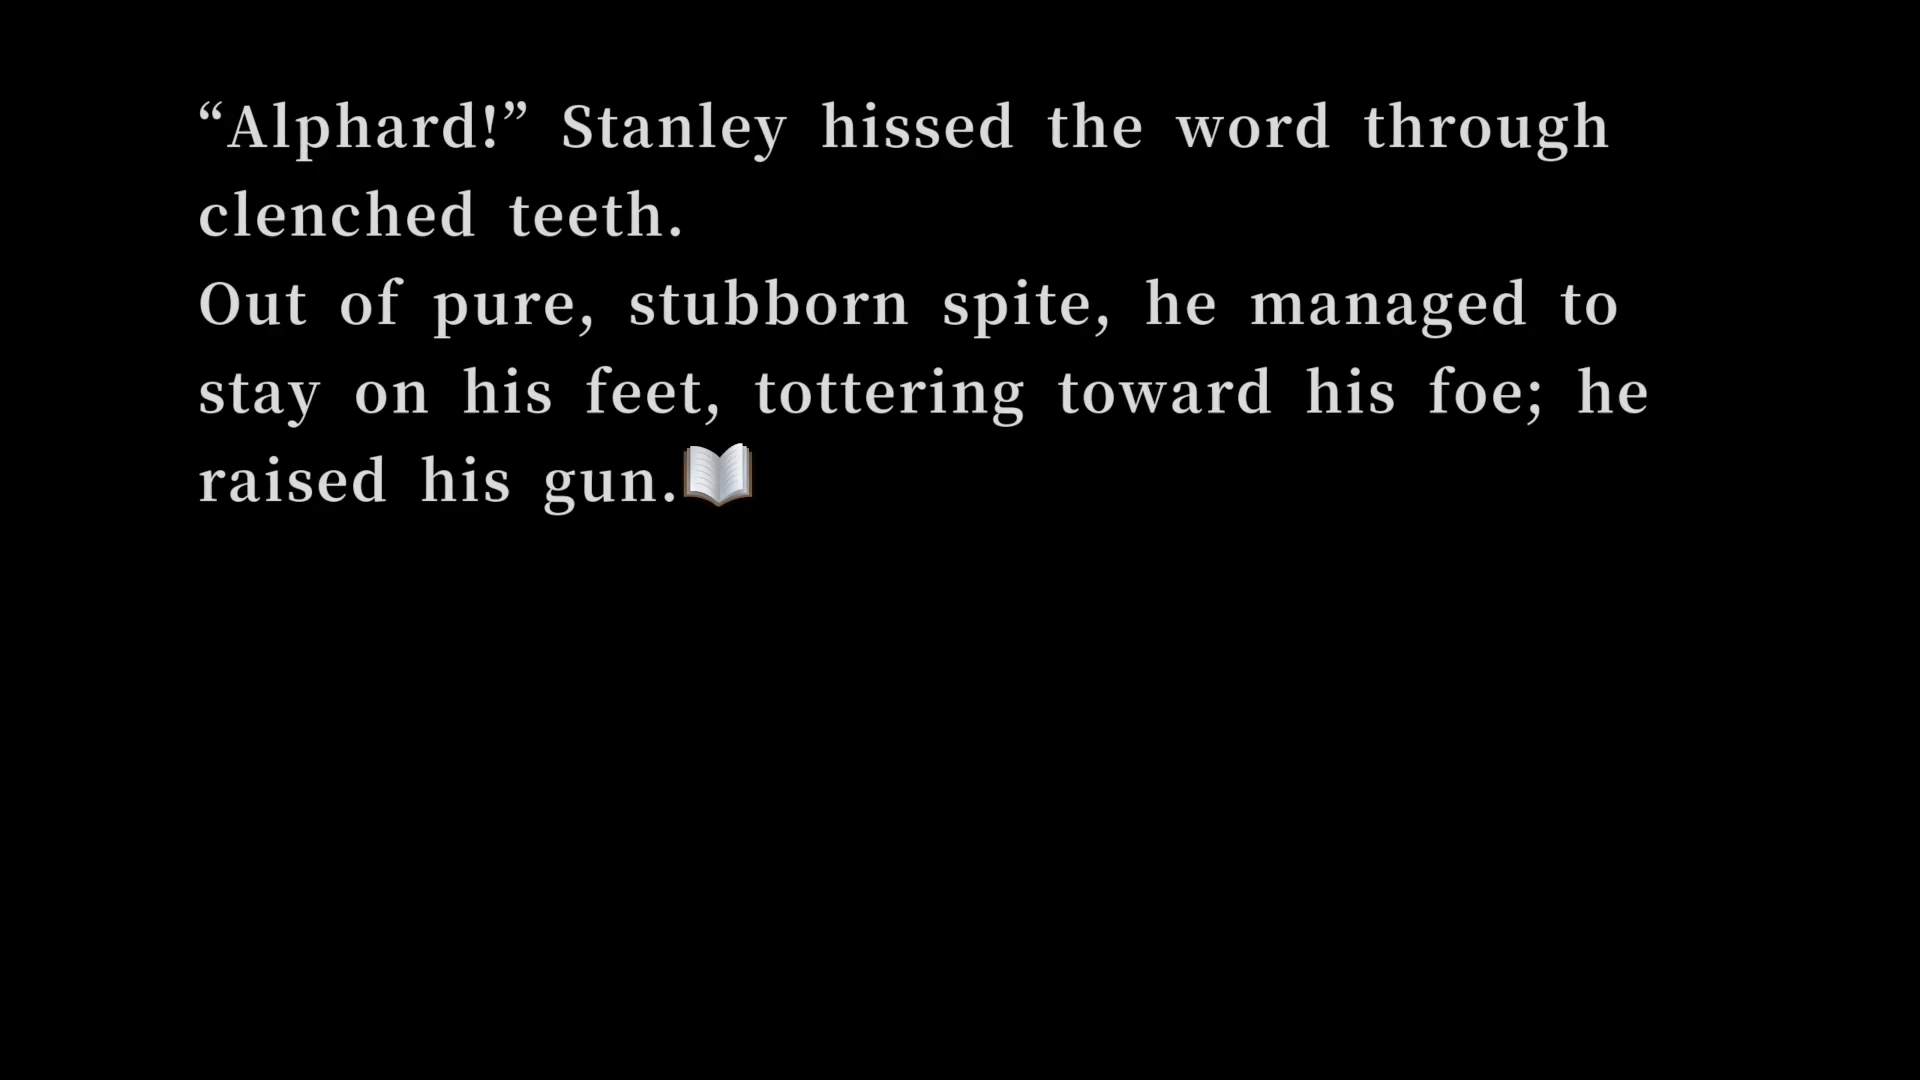 “Alphard!” Stanley hissed the word through
clenched teeth.
Out of pure, stubborn spite, he managed to
stay on his feet, tottering toward his foe; he
raised his gun.